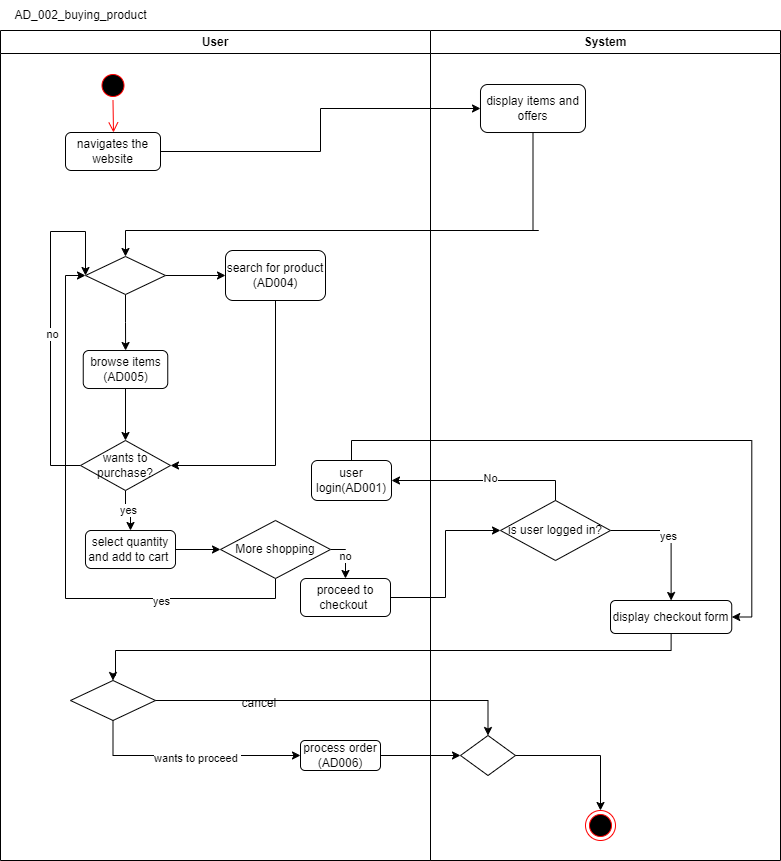 AD_002_buying_product
User
System
navigates the
website
display items and
offers
search for product
(AD004)
no
browse items
(AD005)
wants to
purchase?
yes
select quantity
and add to cart
More shopping
no
yes
proceed to
checkout
user
login(AD001)
No
is user logged in?
yes
display checkout form
cancel
wants to proceed
process order
(AD006)